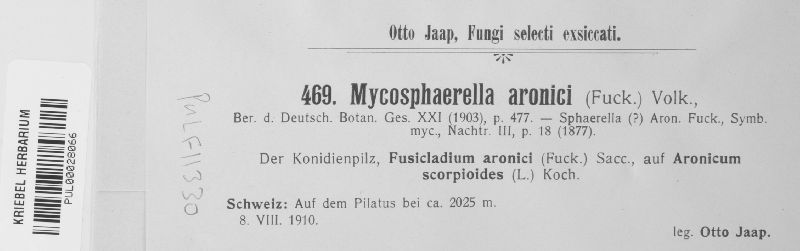 Otto Jaap, Fungi selecti exsiccati.
469. Mycosphaerella aronici (Fuck.) Volk.,
Ber. d. Deutsch. Botan. Ges. XXI (1903), p. 477. — Sphaerella (?) Aron. Fuck., Symb.
myc., Nachtr. III, p. 18 (1877).
Der Konidienpilz, Fusicladium aronici (Fuck.) Sacc., auf Aronicum
scorpioides (L.) Koch.
Schweiz: Auf dem Pilatus bei ca. 2025 m.
8. VIII. 1910.
leg. Otto Jaap.
KRIEBEL HERBARIUM
PUL00028066
PULF11330